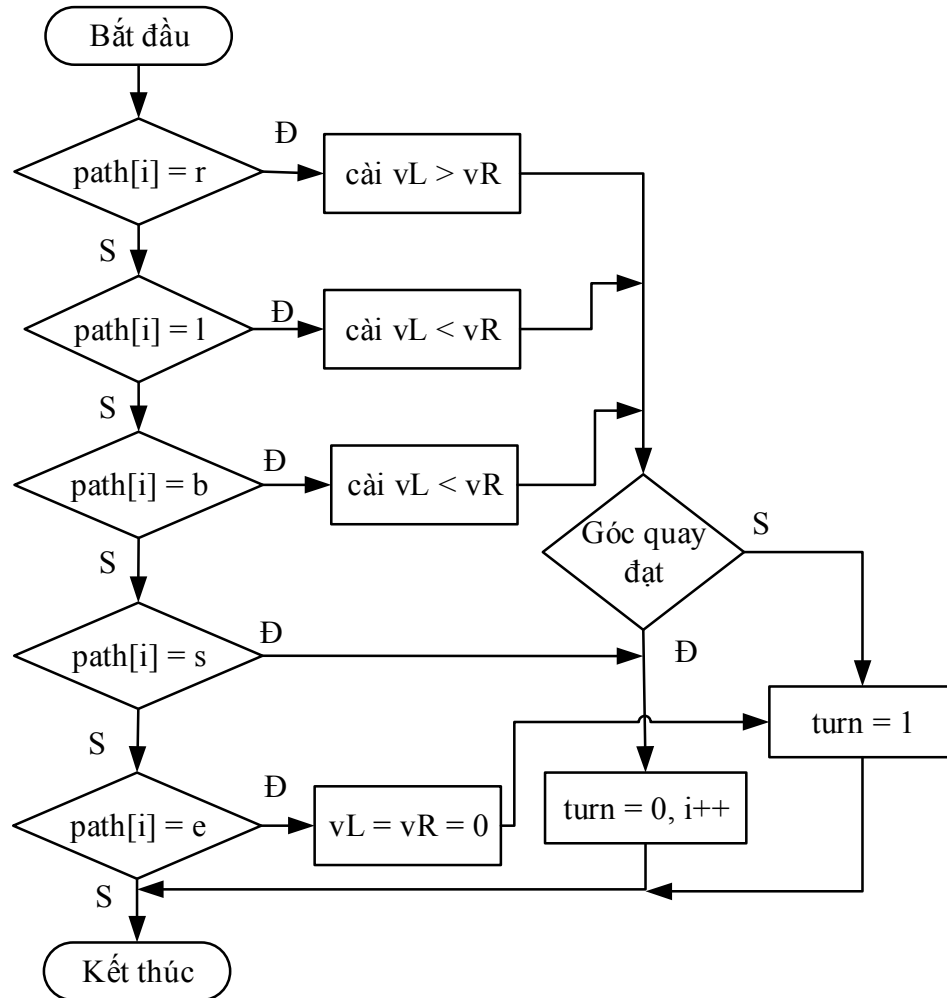 Bắt đầu
path[i] = r
Đ
cài vL > vR
S
path[i] = l
Đ
cài vL < vR
S
path[i] = b
Đ
cài vL < vR
S
Góc quay
đạt
S
Đ
path[i] = s
Đ
S
turn = 1
path[i] = e
Đ
vL = vR = 0
turn = 0, i++
S
Kết thúc